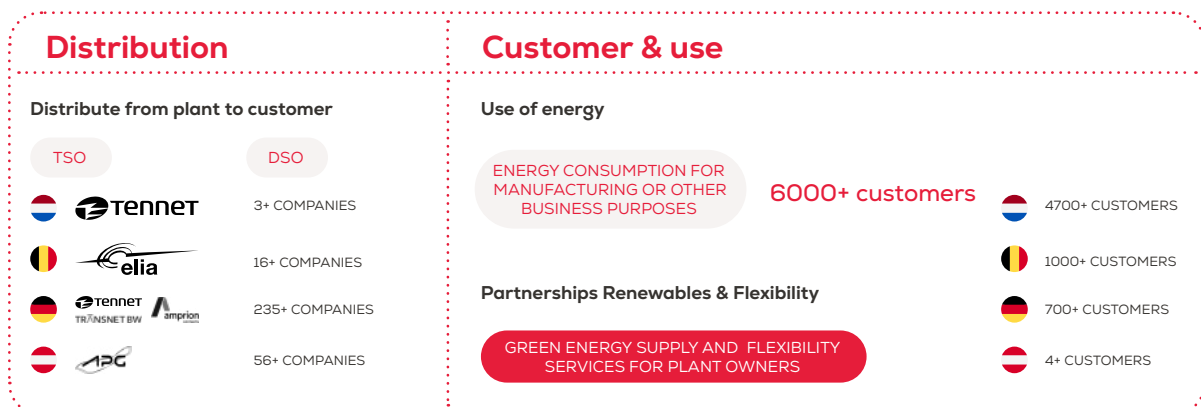 Distribution
Distribute from plant to customer
TSO
DSO
TENNET
3+ COMPANIES
elia
16+ COMPANIES
TENNET
TRANSNET BW
amprion
235+ COMPANIES
APG
56+ COMPANIES
Customer & use
Use of energy
ENERGY CONSUMPTION FOR
MANUFACTURING OR OTHER
BUSINESS PURPOSES
6000+ customers
4700+ CUSTOMERS
1000+ CUSTOMERS
700+ CUSTOMERS
4+ CUSTOMERS
Partnerships Renewables & Flexibility
GREEN ENERGY SUPPLY AND FLEXIBILITY
SERVICES FOR PLANT OWNERS